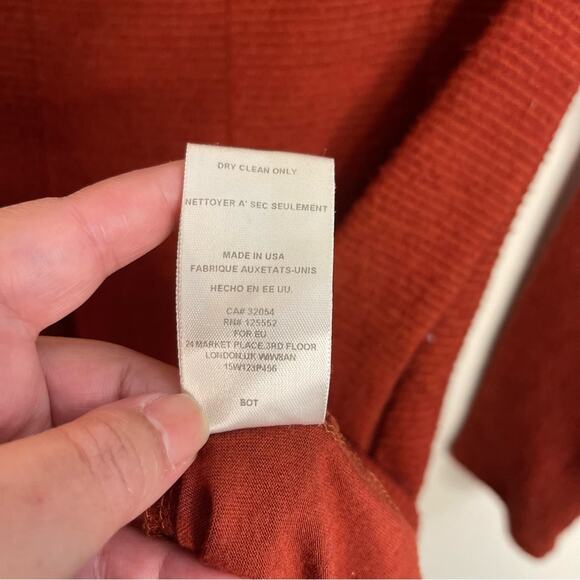 DRY CLEAN ONLY
NETTOYER A' SEC SEULEMENT
MADE IN USA
FABRIQUE AUXETATS-UNIS
HECHO EN EE UU.
CA# 32054
RN# 125552
FOR EU
24 MARKET PLACE,3RD FLOOR
LONDON,UK WIW8AN
15W123P456
BOT